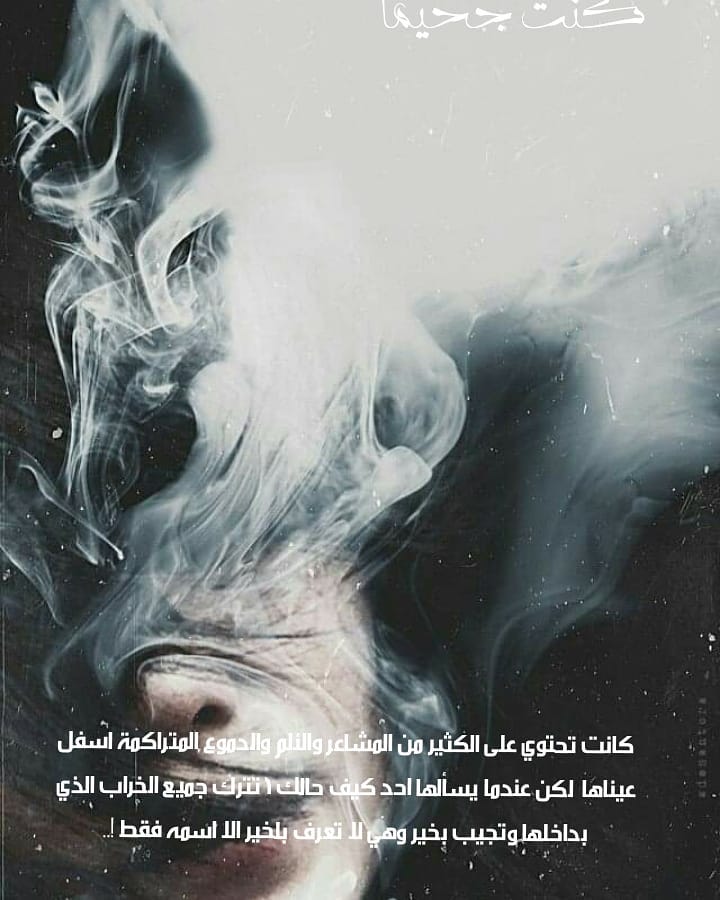 كنت جحيما
كانت تحتوي على الكثير من المشاعر والالم والدموع المتراكمة اسفل
عيناها لكن عندما يسألها احد كيف حالك ؟ تترك جميع الخراب الذي
بداخلها وتجيب بخير وهي لا تعرف بلخير الا اسمه فقط !..